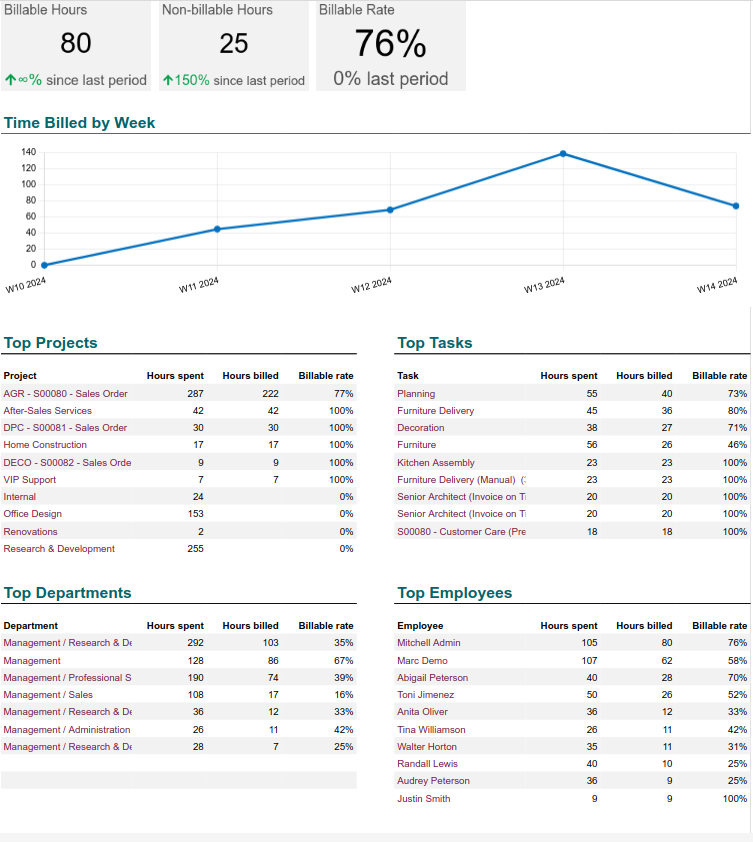 Billable Hours Non-billable Hours Billable Rate
80 25 76%
↑∞% since last period ↑150% since last period 0% last period
Time Billed by Week
140
120
100
80
60
40
20
0
W10 2024 W11 2024 W12 2024 W13 2024 W14 2024
Top Projects
Project Hours spent Hours billed Billable rate
AGR - S00080 - Sales Order 287 222 77%
After-Sales Services 42 42 100%
DPC - S00081 - Sales Order 30 30 100%
Home Construction 17 17 100%
DECO - S00082 - Sales Orde 9 9 100%
VIP Support 7 7 100%
Internal 24 0%
Office Design 153 0%
Renovations 2 0%
Research & Development 255 0%
Top Tasks
Task Hours spent Hours billed Billable rate
Planning 55 40 73%
Furniture Delivery 45 36 80%
Decoration 38 27 71%
Furniture 56 26 46%
Kitchen Assembly 23 23 100%
Furniture Delivery (Manual) 23 23 100%
Senior Architect (Invoice on Ti 20 20 100%
Senior Architect (Invoice on Ti 20 20 100%
S00080 - Customer Care (Pre 18 18 100%
Top Departments
Department Hours spent Hours billed Billable rate
Management / Research & De 292 103 35%
Management 128 86 67%
Management / Professional S 190 74 39%
Management / Sales 108 17 16%
Management / Research & De 36 12 33%
Management / Administration 26 11 42%
Management / Research & De 28 7 25%
Top Employees
Employee Hours spent Hours billed Billable rate
Mitchell Admin 105 80 76%
Marc Demo 107 62 58%
Abigail Peterson 40 28 70%
Toni Jimenez 50 26 52%
Anita Oliver 36 12 33%
Tina Williamson 26 11 42%
Walter Horton 35 11 31%
Randall Lewis 40 10 25%
Audrey Peterson 36 9 25%
Justin Smith 9 9 100%